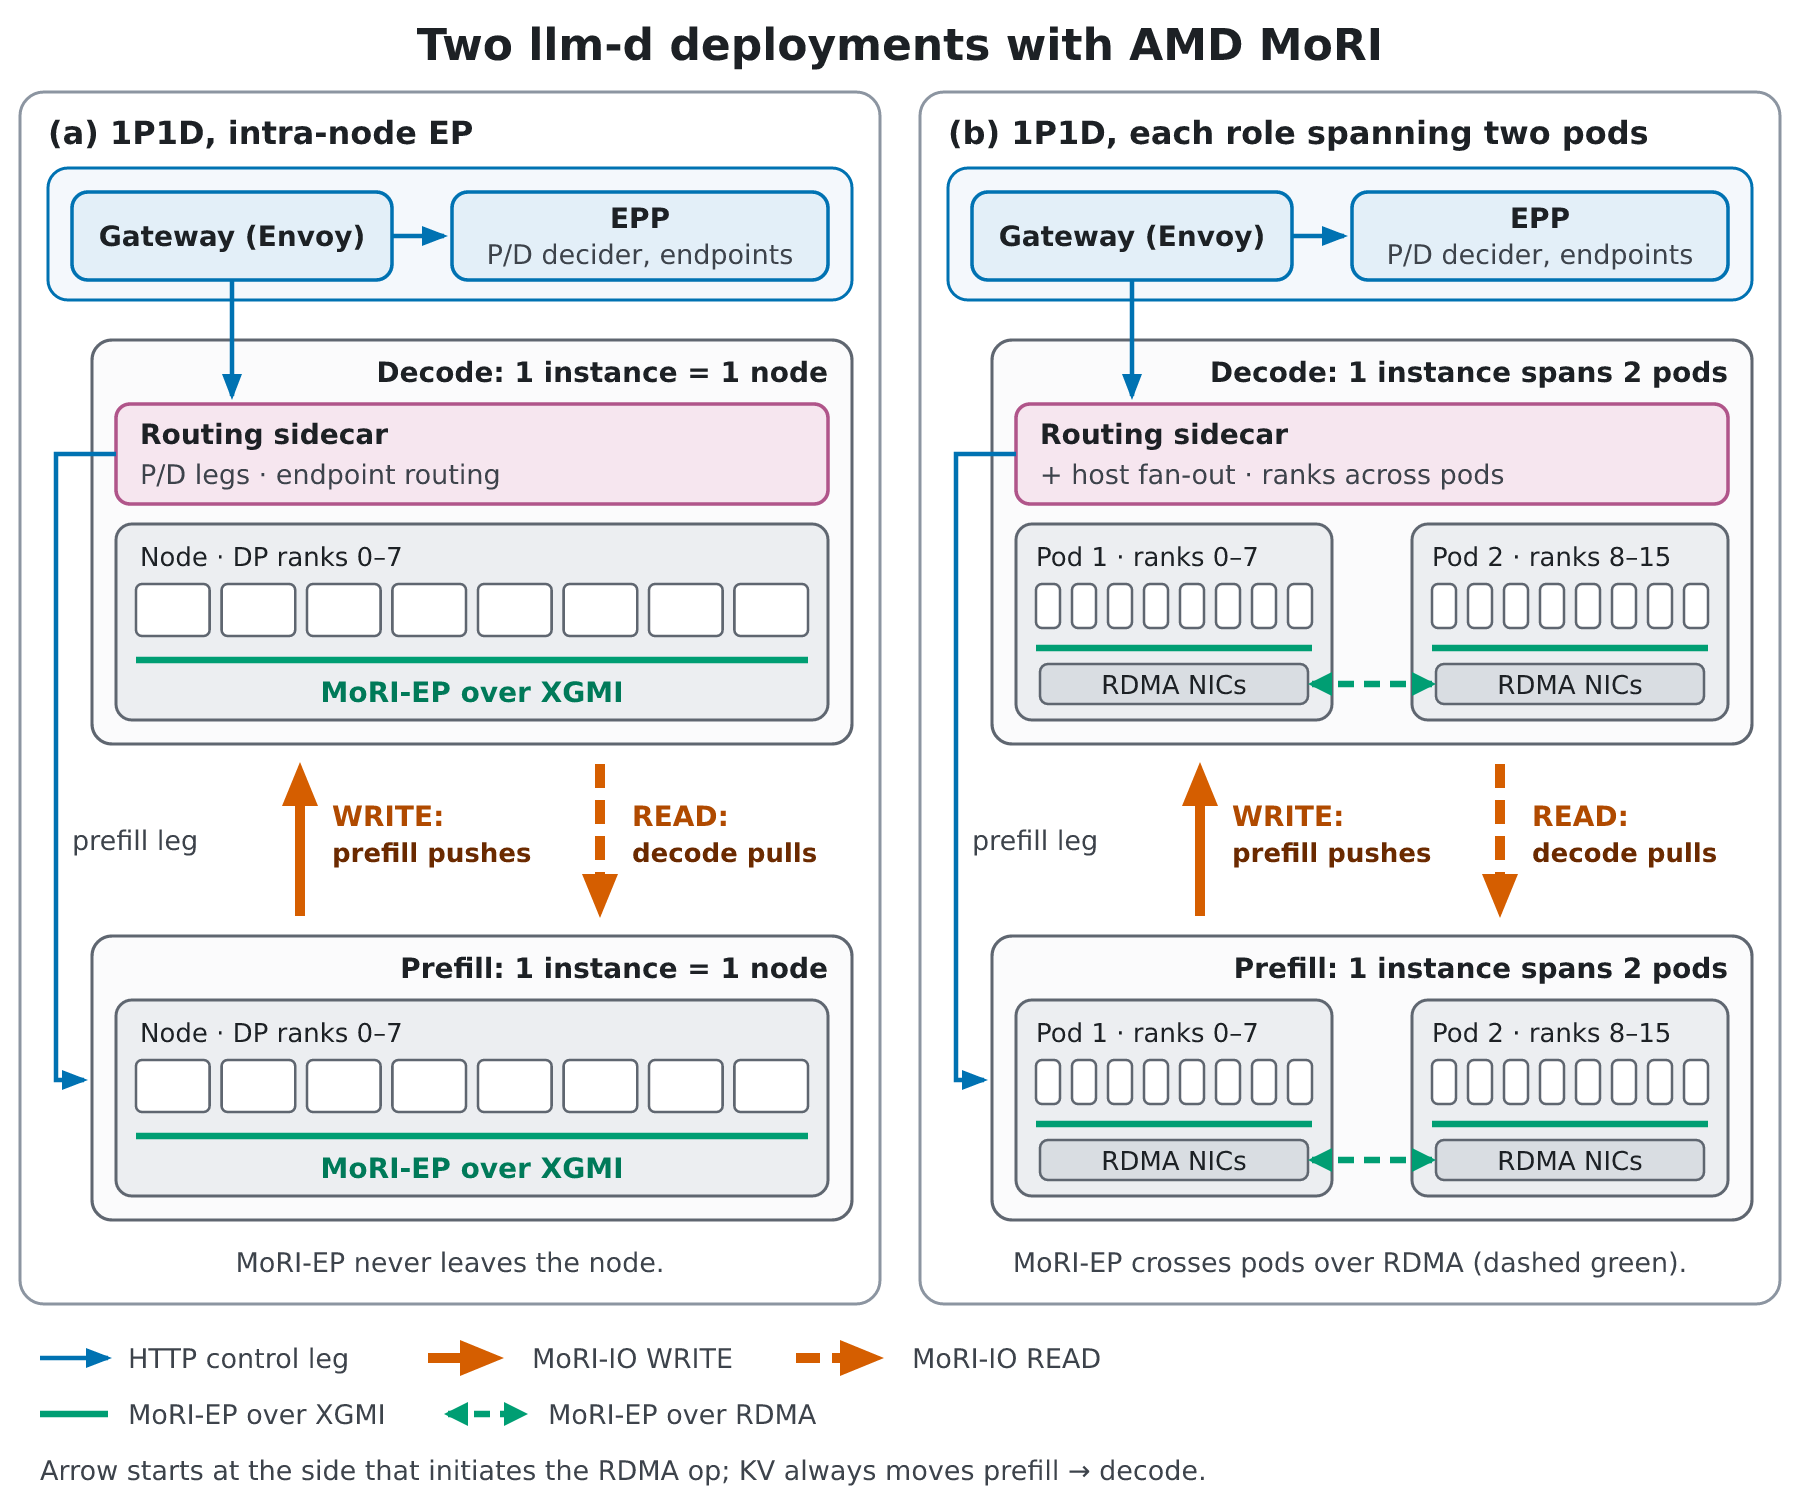 Two llm-d deployments with AMD MoRI
(a) 1P1D, intra-node EP
Gateway (Envoy)
EPP
P/D decider, endpoints
Decode: 1 instance = 1 node
Routing sidecar
P/D legs · endpoint routing
Node · DP ranks 0–7
MoRI-EP over XGMI
prefill leg
WRITE:
prefill pushes
READ:
decode pulls
Prefill: 1 instance = 1 node
Node · DP ranks 0–7
MoRI-EP over XGMI
MoRI-EP never leaves the node.
(b) 1P1D, each role spanning two pods
Gateway (Envoy)
EPP
P/D decider, endpoints
Decode: 1 instance spans 2 pods
Routing sidecar
+ host fan-out · ranks across pods
Pod 1 · ranks 0–7
RDMA NICs
Pod 2 · ranks 8–15
RDMA NICs
prefill leg
WRITE:
prefill pushes
READ:
decode pulls
Prefill: 1 instance spans 2 pods
Pod 1 · ranks 0–7
RDMA NICs
Pod 2 · ranks 8–15
RDMA NICs
MoRI-EP crosses pods over RDMA (dashed green).
HTTP control leg
MoRI-IO WRITE
MoRI-IO READ
MoRI-EP over XGMI
MoRI-EP over RDMA
Arrow starts at the side that initiates the RDMA op; KV always moves prefill → decode.